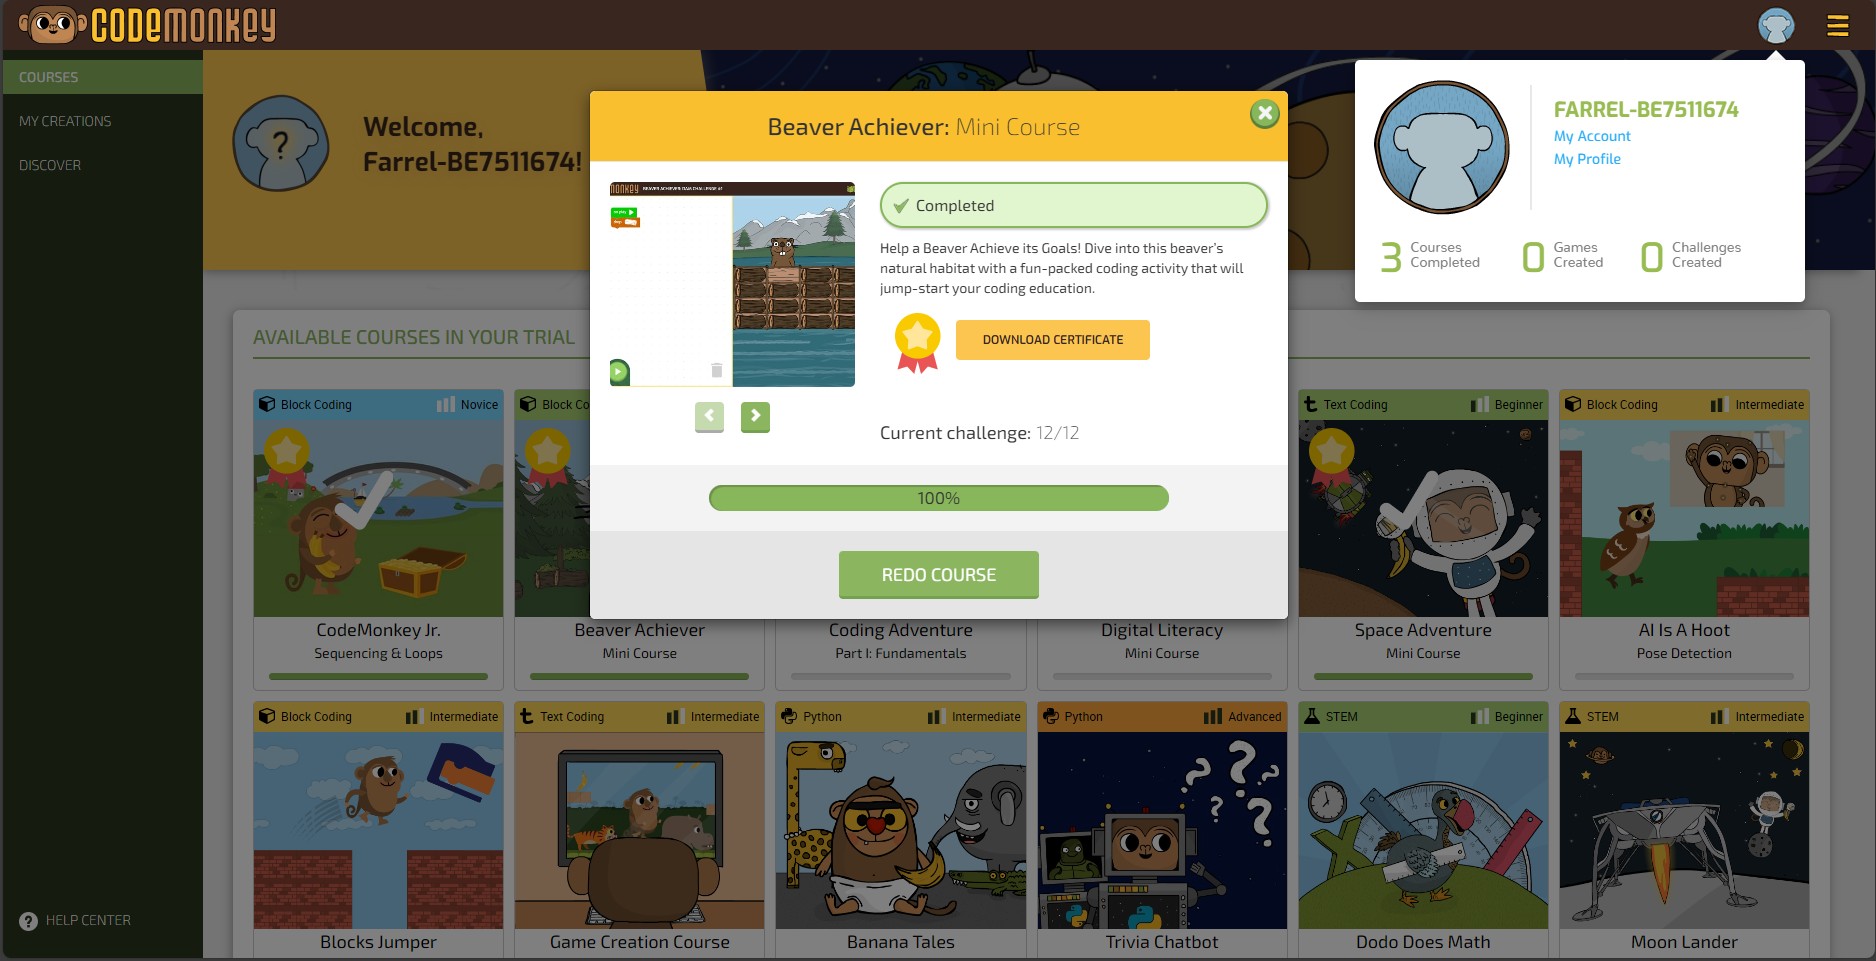 CODEMONKEY
COURSES
MY CREATIONS
DISCOVER
HELP CENTER
?
Welcome,
Farrel-BE7511674!
FARREL-BE7511674
My Account
My Profile
3 Courses Completed
0 Games Created
0 Challenges Created
Beaver Achiever: Mini Course
MONKEY BEAVER ACHIEVER
Completed
Help a Beaver Achieve its Goals! Dive into this beaver's
natural habitat with a fun-packed coding activity that will
jump-start your coding education.
DOWNLOAD CERTIFICATE
Current challenge: 12/12
100%
REDO COURSE
AVAILABLE COURSES IN YOUR TRIAL
Block Coding Novice
CodeMonkey Jr.
Sequencing & Loops
Block Co
Beaver Achiever
Mini Course
Coding Adventure
Part I: Fundamentals
Digital Literacy
Mini Course
Text Coding Beginner
Space Adventure
Mini Course
Block Coding Intermediate
AI Is A Hoot
Pose Detection
Block Coding Intermediate
Blocks Jumper
Text Coding Intermediate
Game Creation Course
Python Intermediate
Banana Tales
Python Advanced
? ? ? ? ?
Trivia Chatbot
STEM Beginner
Dodo Does Math
STEM Intermediate
Moon Lander